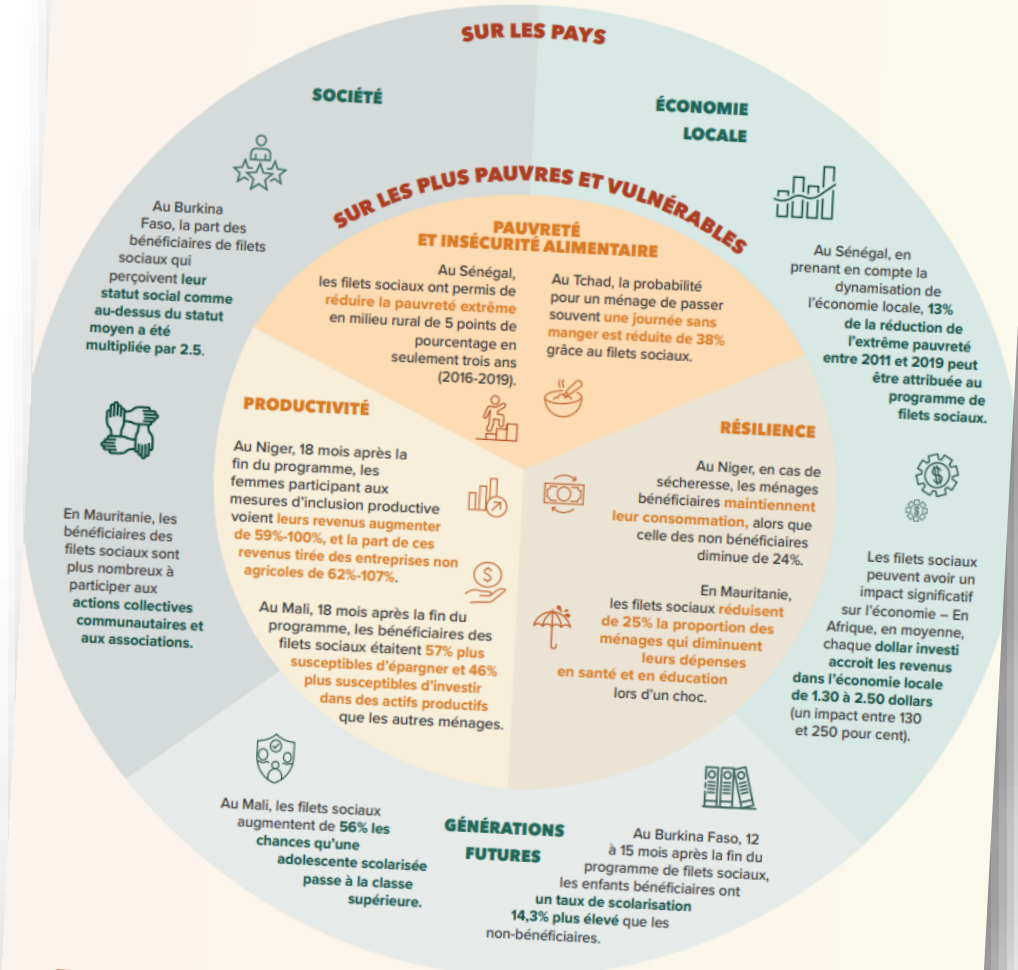 SUR LES PAYS
SOCIÉTÉ
Au Burkina
Faso, la part des
bénéficiaires de filets
sociaux qui
perçoivent leur
statut social comme
au-dessus du statut
moyen a été
multipliée par 2.5.
En Mauritanie, les
bénéficiaires des
filets sociaux sont
plus nombreux à
participer aux
actions collectives
communautaires et
aux associations.
ÉCONOMIE
LOCALE
Au Sénégal, en
prenant en compte la
dynamisation de
l'économie locale, 13%
de la réduction de
l'extrême pauvreté
entre 2011 et 2019 peut
être attribuée au
programme de
filets sociaux.
Les filets sociaux
peuvent avoir un
impact significatif
sur l'économie – En
Afrique, en moyenne,
chaque dollar investi
accroit les revenus
dans l'économie locale
de 1.30 à 2.50 dollars
(un impact entre 130
et 250 pour cent).
SUR LES PLUS PAUVRES ET VULNÉRABLES
PAUVRETÉ
ET INSÉCURITÉ ALIMENTAIRE
Au Sénégal,
les filets sociaux ont permis de
réduire la pauvreté extrême
en milieu rural de 5 points de
pourcentage en
seulement trois ans
(2016-2019).
Au Tchad, la probabilité
pour un ménage de passer
souvent une journée sans
manger est réduite de 38%
grâce au filets sociaux.
PRODUCTIVITÉ
Au Niger, 18 mois après la
fin du programme, les
femmes participant aux
mesures d'inclusion productive
voient leurs revenus augmenter
de 59%-100%, et la part de ces
revenus tirée des entreprises non
agricoles de 62%-107%.
Au Mali, 18 mois après la fin du
programme, les bénéficiaires des
filets sociaux étaitent 57% plus
susceptibles d'épargner et 46%
plus susceptibles d'investir
dans des actifs productifs
que les autres ménages.
RÉSILIENCE
Au Niger, en cas de
sécheresse, les ménages
bénéficiaires maintiennent
leur consommation, alors que
celle des non bénéficiaires
diminue de 24%.
En Mauritanie,
les filets sociaux réduisent
de 25% la proportion des
ménages qui diminuent
leurs dépenses
en santé et en éducation
lors d'un choc.
GÉNÉRATIONS
FUTURES
Au Mali, les filets sociaux
augmentent de 56% les
chances qu'une
adolescente scolarisée
passe à la classe
supérieure.
Au Burkina Faso, 12
à 15 mois après la fin du
programme de filets sociaux,
les enfants bénéficiaires ont
un taux de scolarisation
14,3% plus élevé que les
non-bénéficiaires.